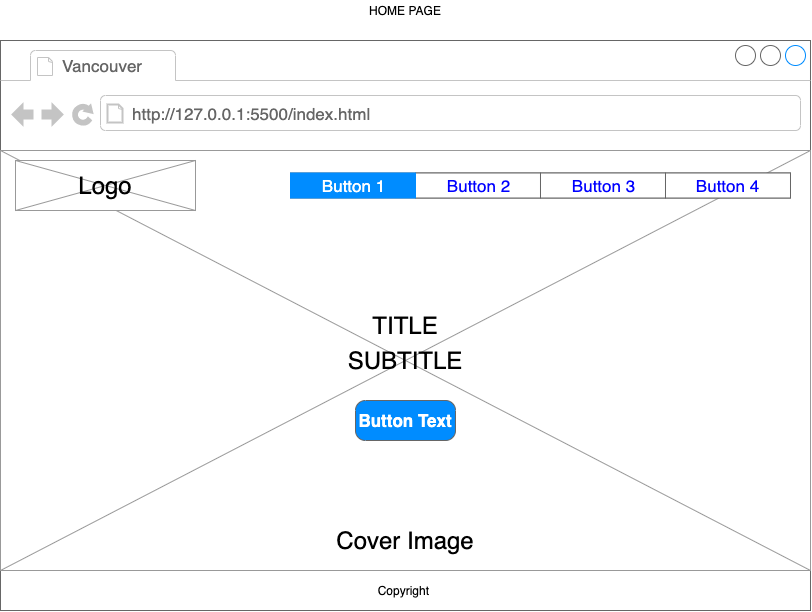 HOME PAGE
Vancouver
http://127.0.0.1:5500/index.html
Logo
Button 1
Button 2
Button 3
Button 4
TITLE
SUBTITLE
Button Text
Cover Image
Copyright